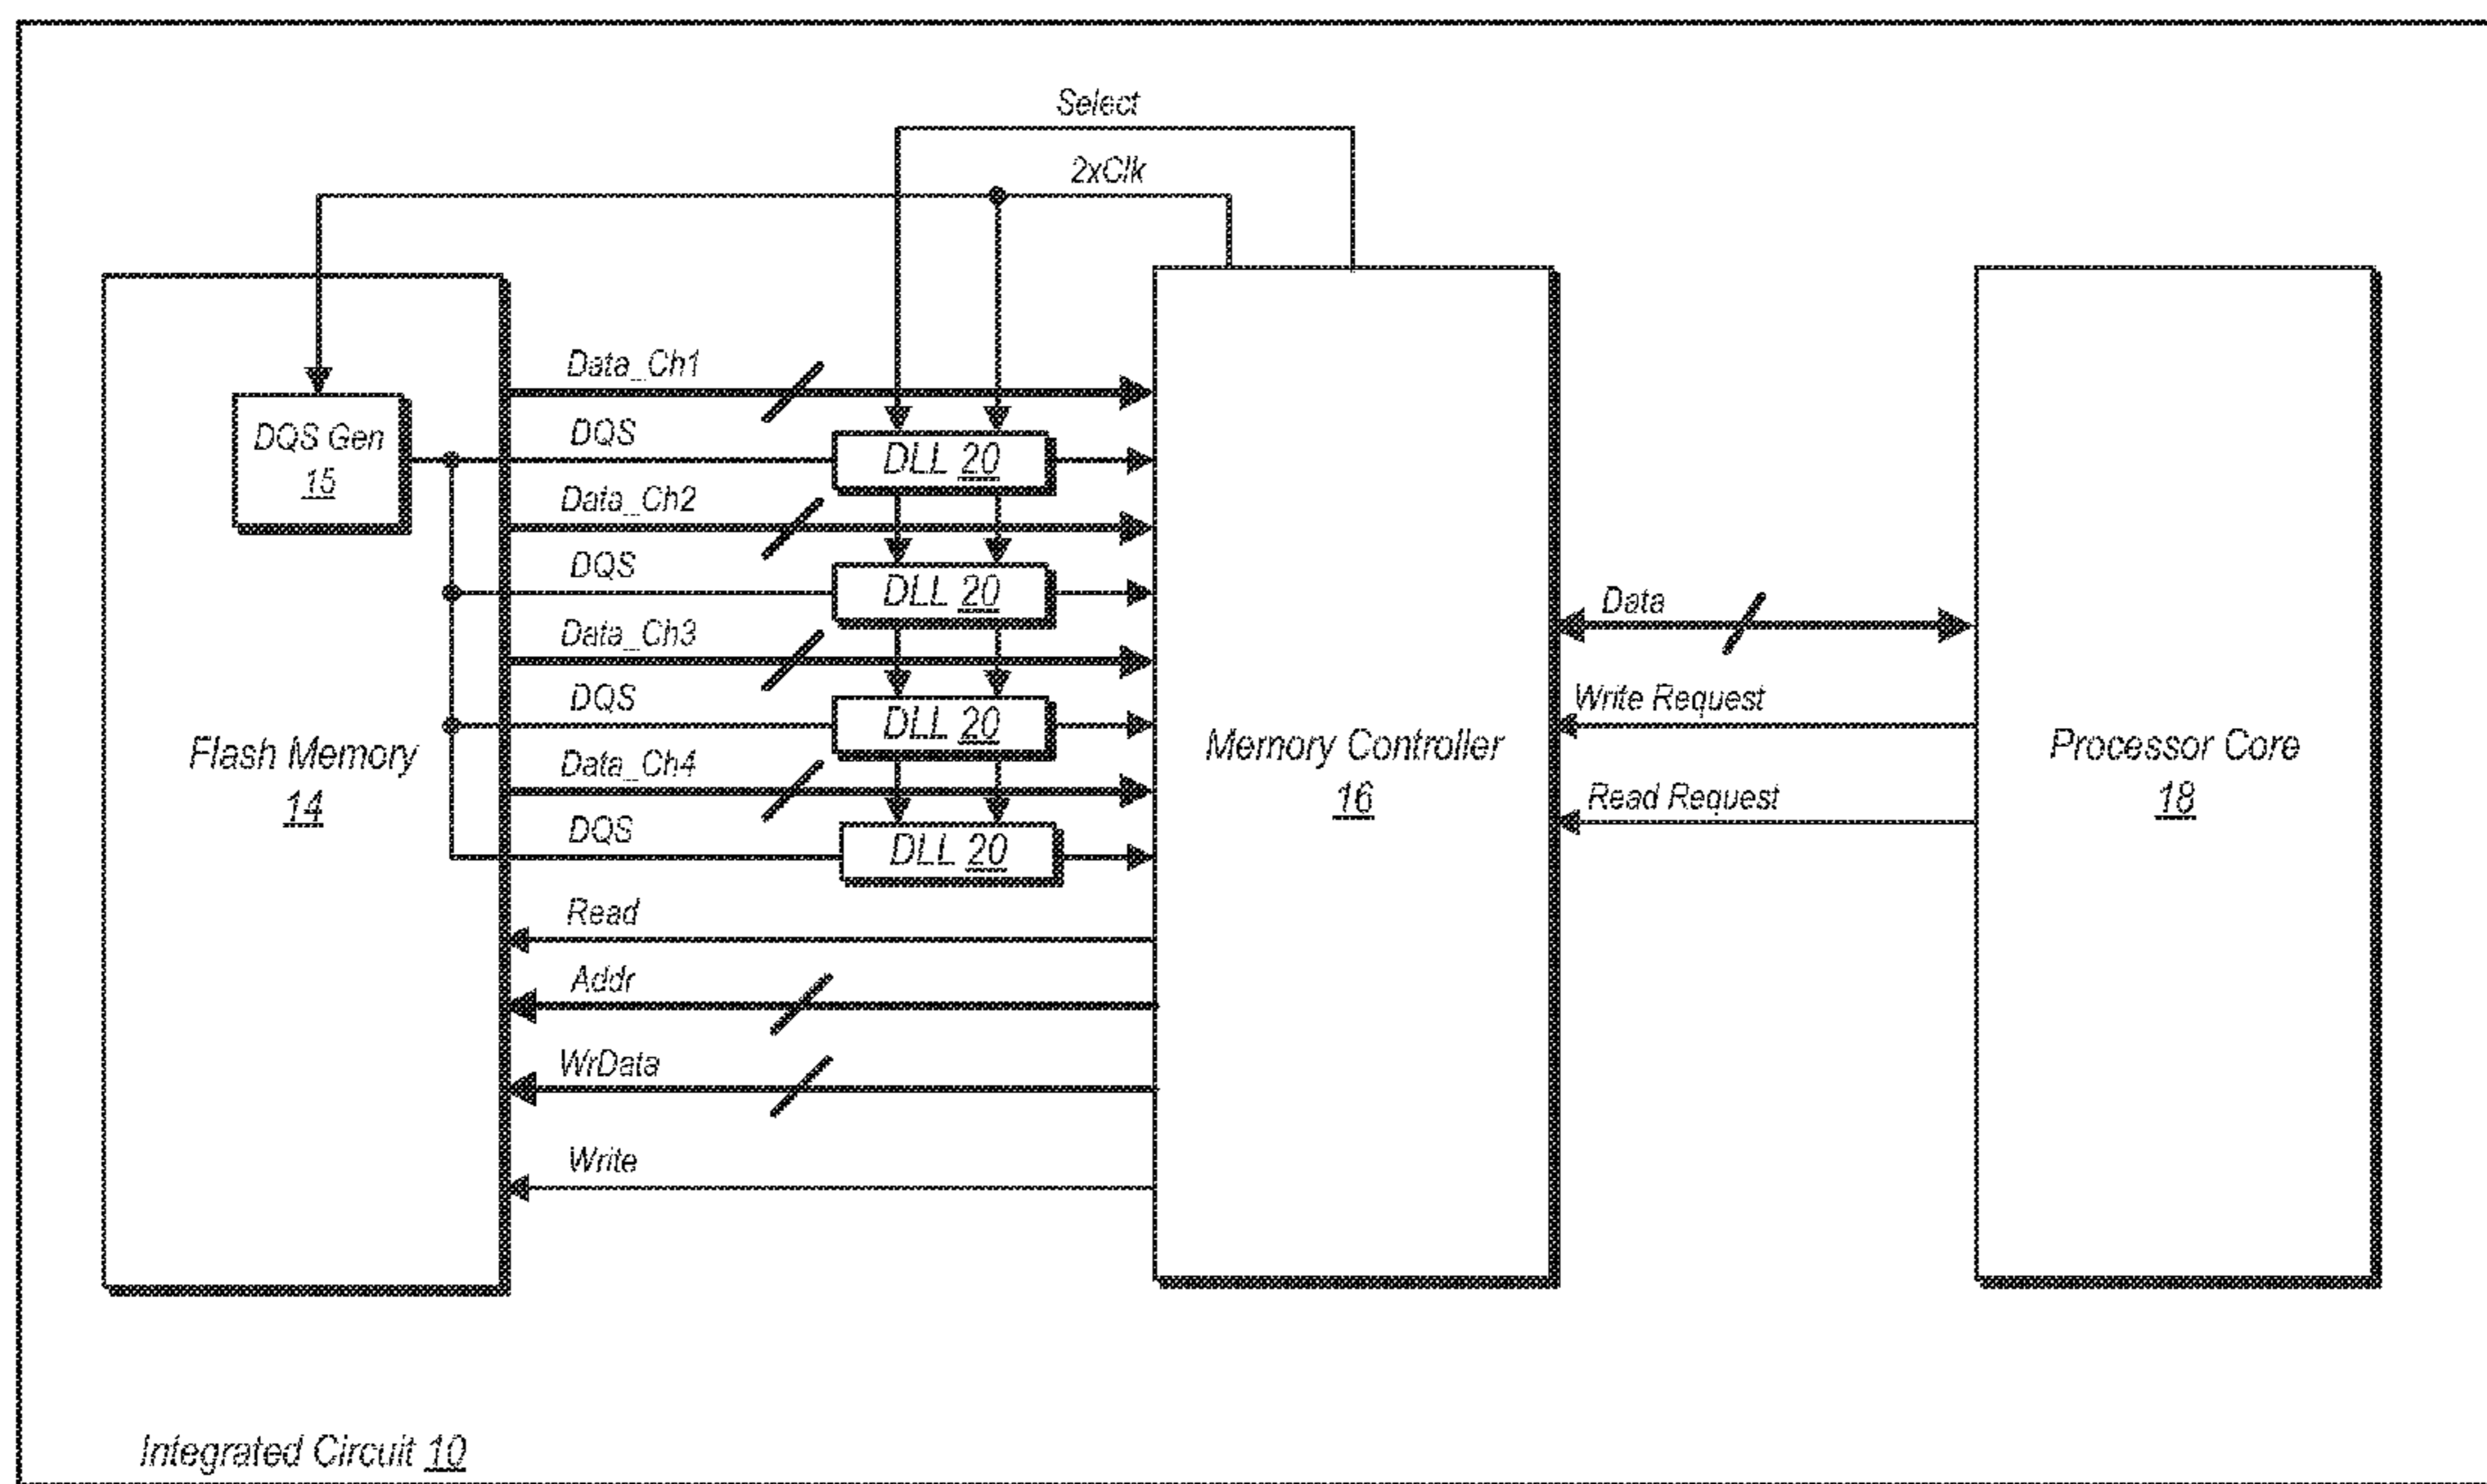 Select
2xClk
Data_Ch1
DQS
DQS Gen
15
DLL 20
Data_Ch2
DQS
DLL 20
Data_Ch3
DQS
DLL 20
Data_Ch4
DQS
DLL 20
Flash Memory
14
Read
Addr
WrData
Write
Memory Controller
16
Data
Write Request
Read Request
Processor Core
18
Integrated Circuit 10